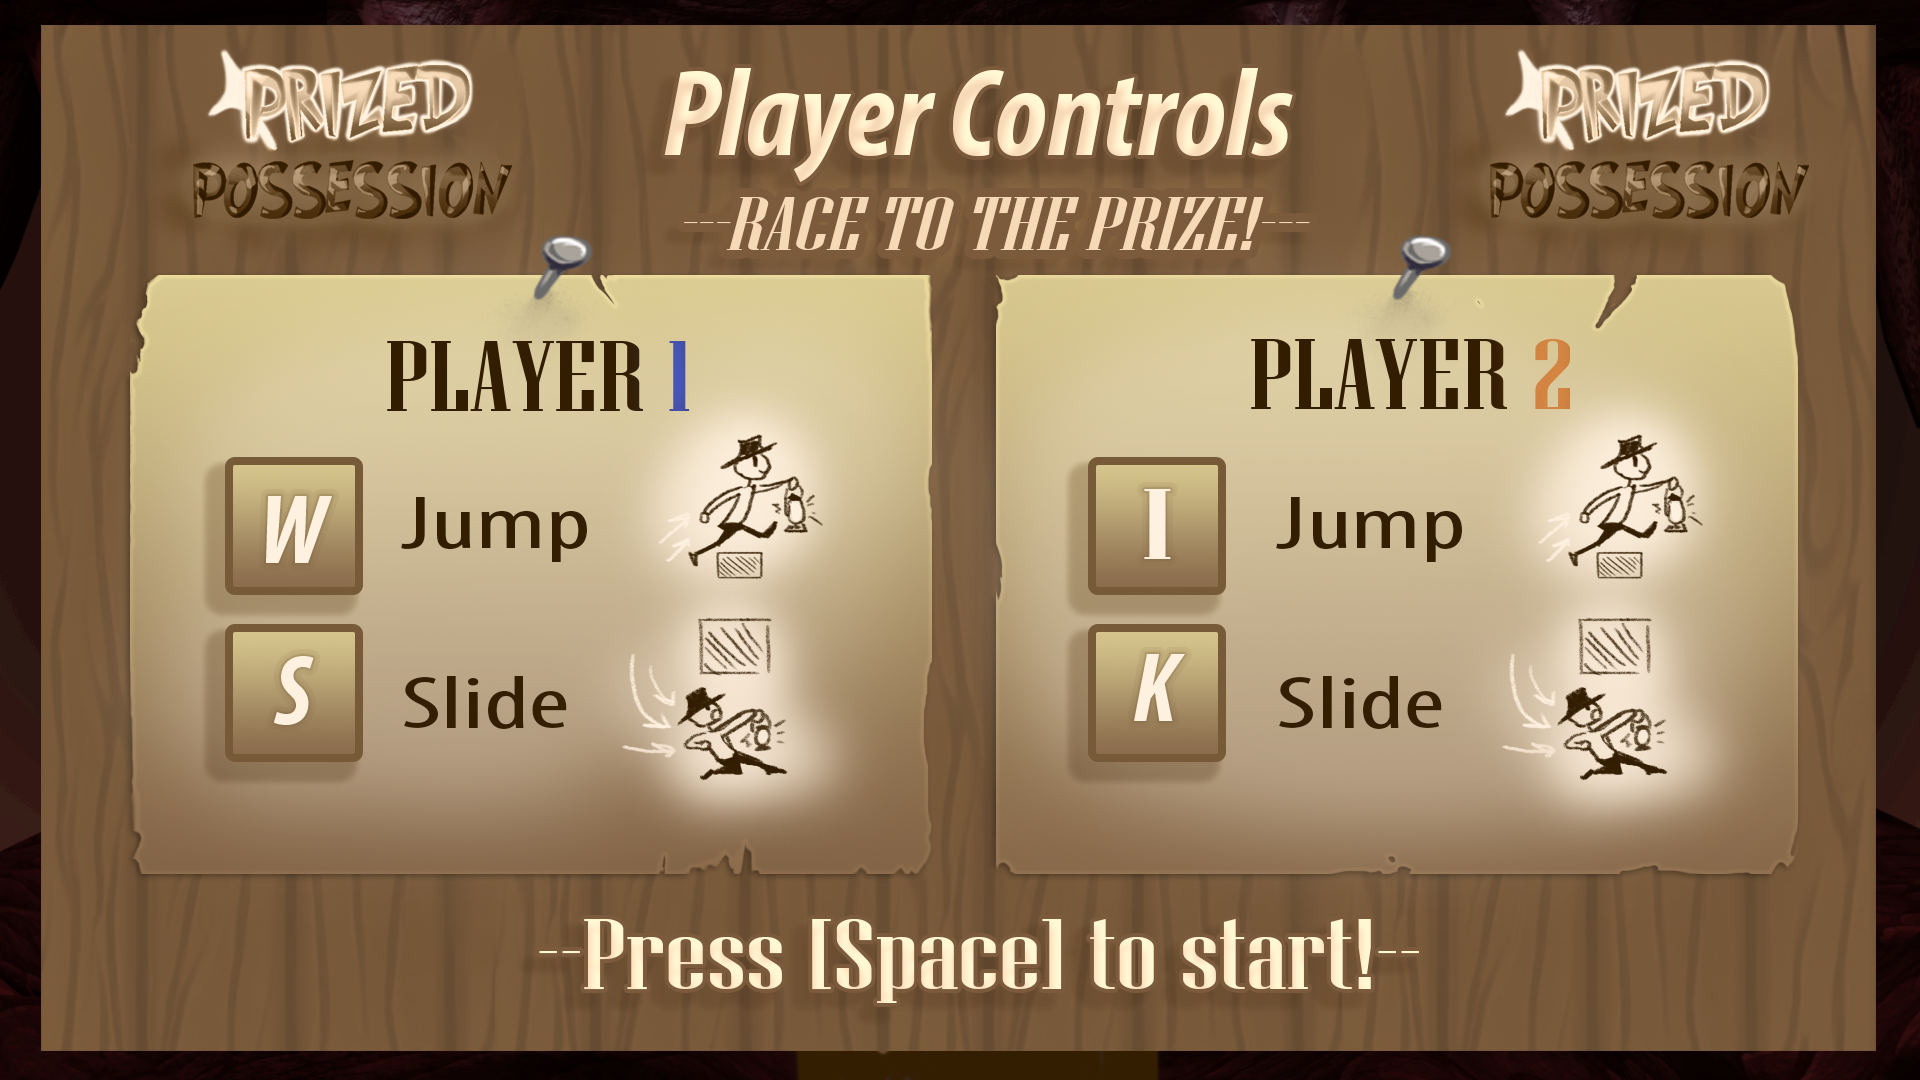 PRIZED
POSSESSION
Player Controls
---RACE TO THE PRIZE!---
PRIZED
POSSESSION
PLAYER 1
W Jump
S Slide
PLAYER 2
I Jump
K Slide
--Press [Space] to start!--